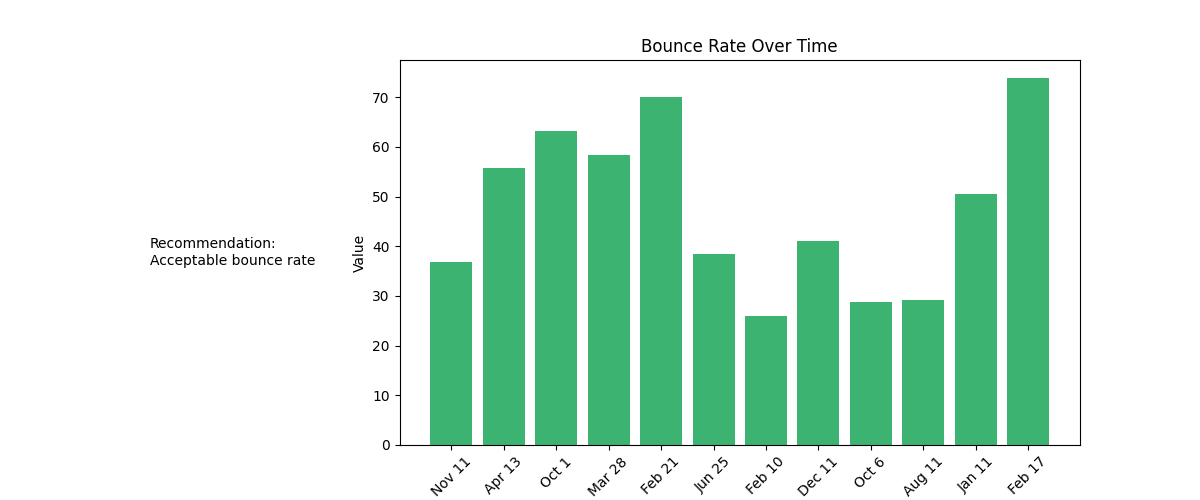 Bounce Rate Over Time
Recommendation:
Acceptable bounce rate
Value
70
60
50
40
30
20
10
0
Nov 11
Apr 13
Oct 1
Mar 28
Feb 21
Jun 25
Feb 10
Dec 11
Oct 6
Aug 11
Jan 11
Feb 17